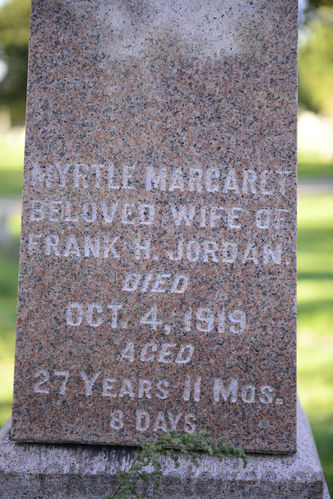 MYRTLE MARGARET
BELOVED WIFE OF
FRANK H. JORDAN.
DIED
OCT. 4, 1919
AGED
27 YEARS 11 MOS.
8 DAYS